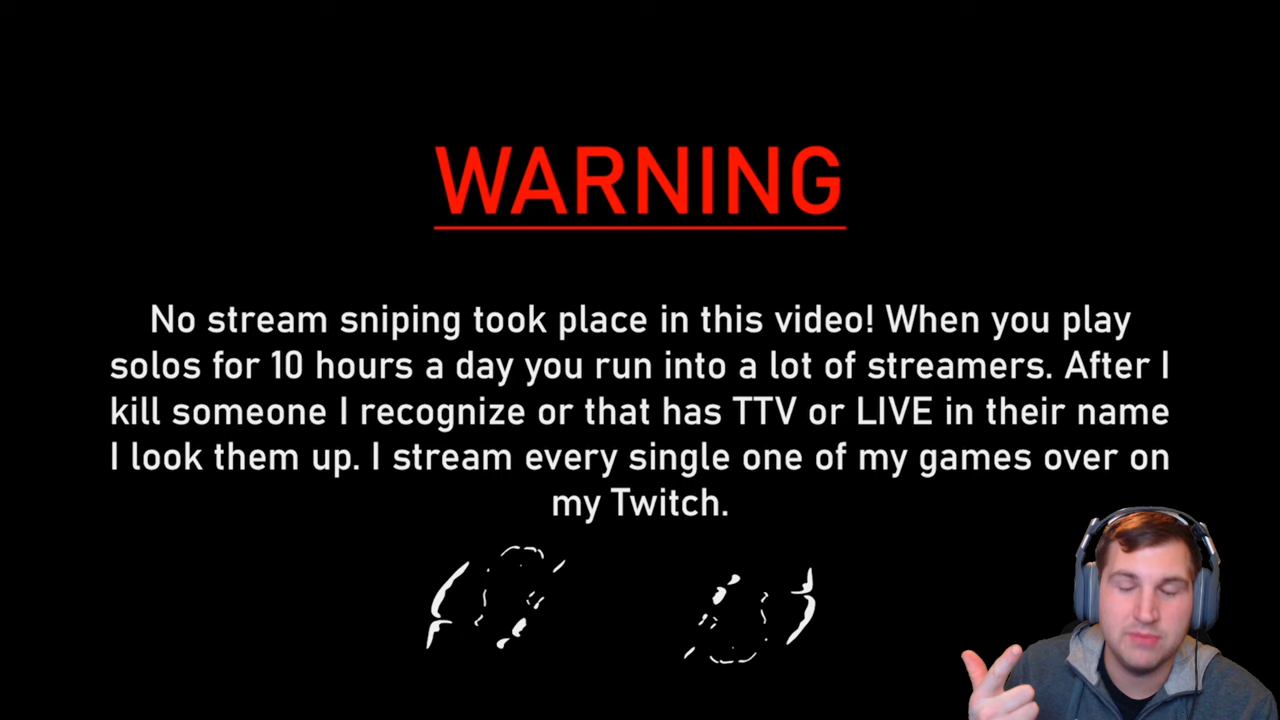 WARNING
No stream sniping took place in this video! When you play
solos for 10 hours a day you run into a lot of streamers. After I
kill someone I recognize or that has TTV or LIVE in their name
I look them up. I stream every single one of my games over on
my Twitch.